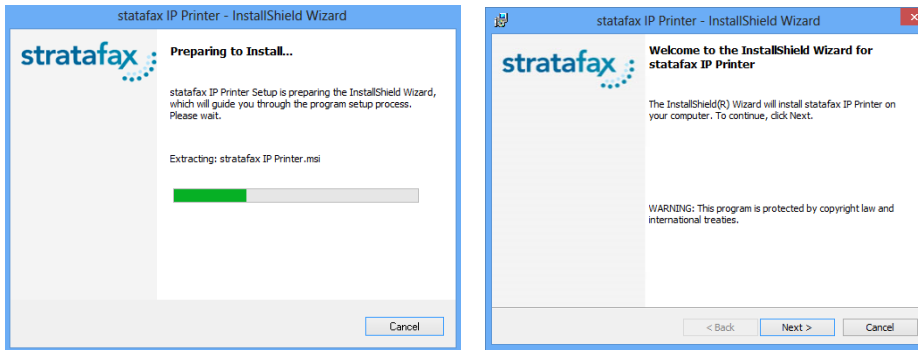 statafax IP Printer - InstallShield Wizard
stratafax
Preparing to Install...
statafax IP Printer Setup is preparing the InstallShield Wizard,
which will guide you through the program setup process.
Please wait.
Extracting: stratafax IP Printer.msi
Cancel
statafax IP Printer - InstallShield Wizard
stratafax
Welcome to the InstallShield Wizard for
statafax IP Printer
The InstallShield(R) Wizard will install statafax IP Printer on
your computer. To continue, click Next.
WARNING: This program is protected by copyright law and
international treaties.
< Back Next > Cancel